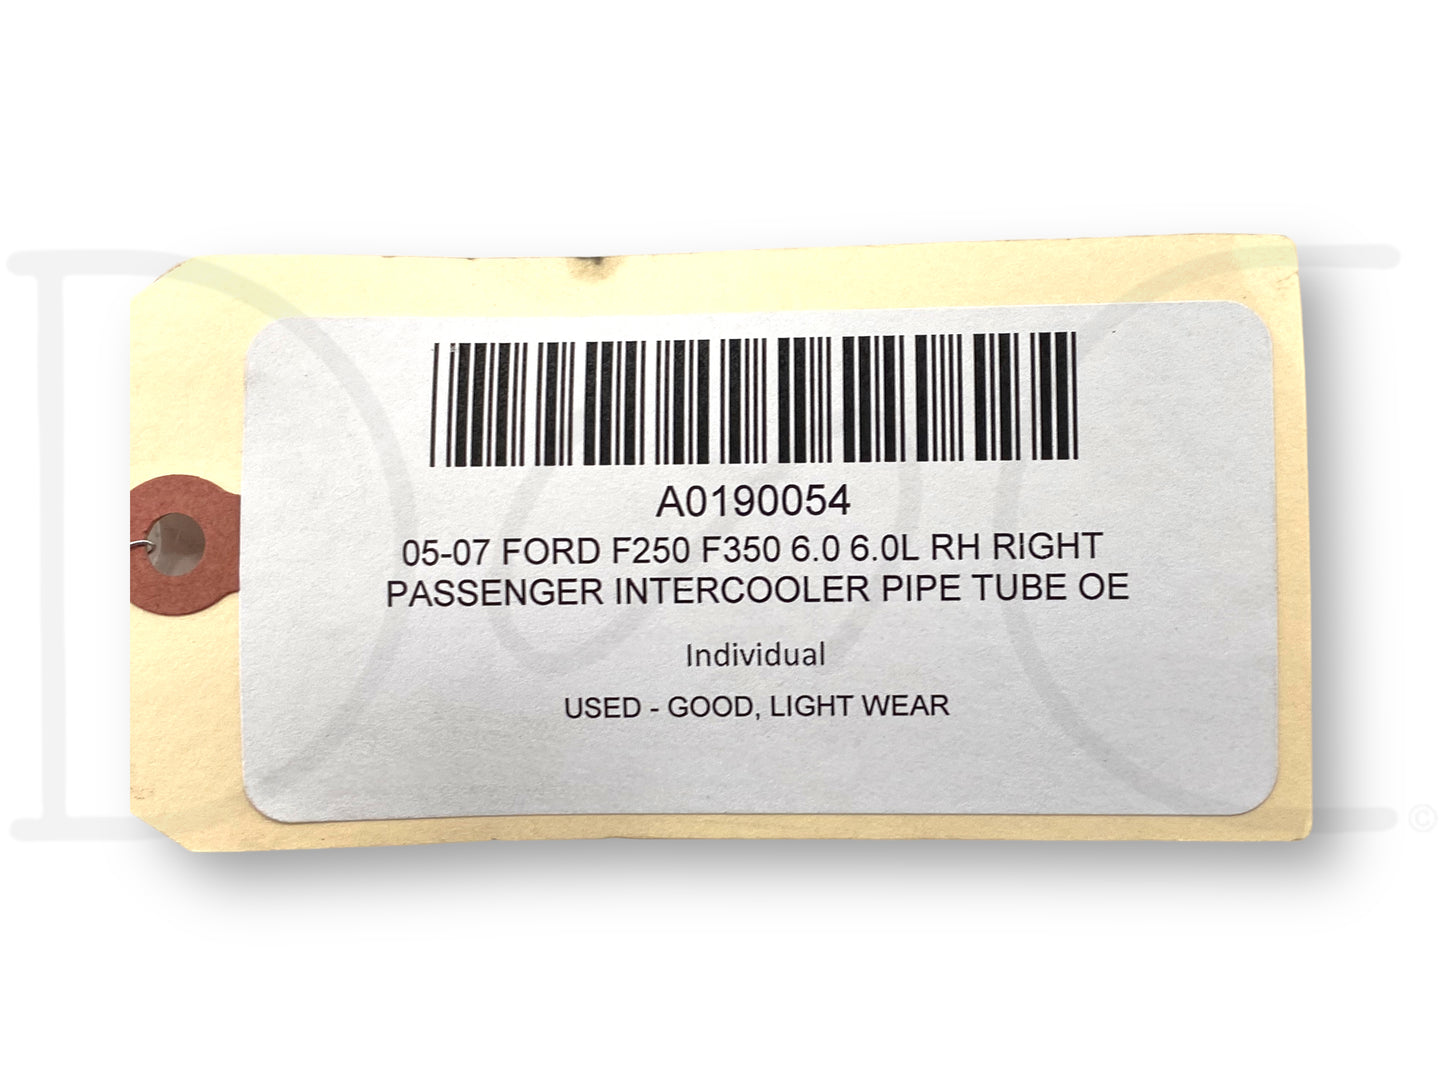 A0190054
05-07 FORD F250 F350 6.0 6.0L RH RIGHT
PASSENGER INTERCOOLER PIPE TUBE OE
Individual
USED - GOOD, LIGHT WEAR
©